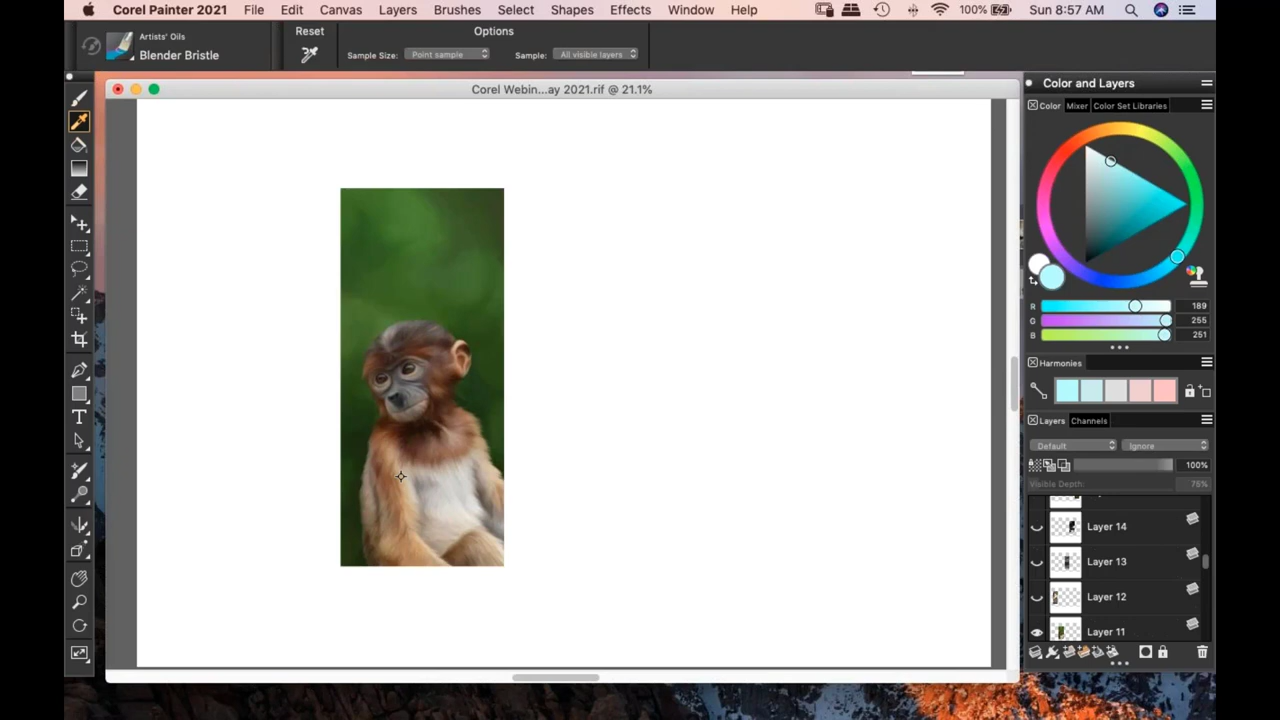 Corel Painter 2021 File Edit Canvas Layers Brushes Select Shapes Effects Window Help 100% Sun 8:57 AM
Artists' Oils
Blender Bristle
Reset
Options
Sample Size: Point sample Sample: All visible layers
Corel Webin...ay 2021.rif @ 21.1%
Color and Layers
Color Mixer Color Set Libraries
R 189
G 255
B 251
Harmonies
Layers Channels
Default Ignore
100%
Visible Depth: 75%
Layer 14
Layer 13
Layer 12
Layer 11
T